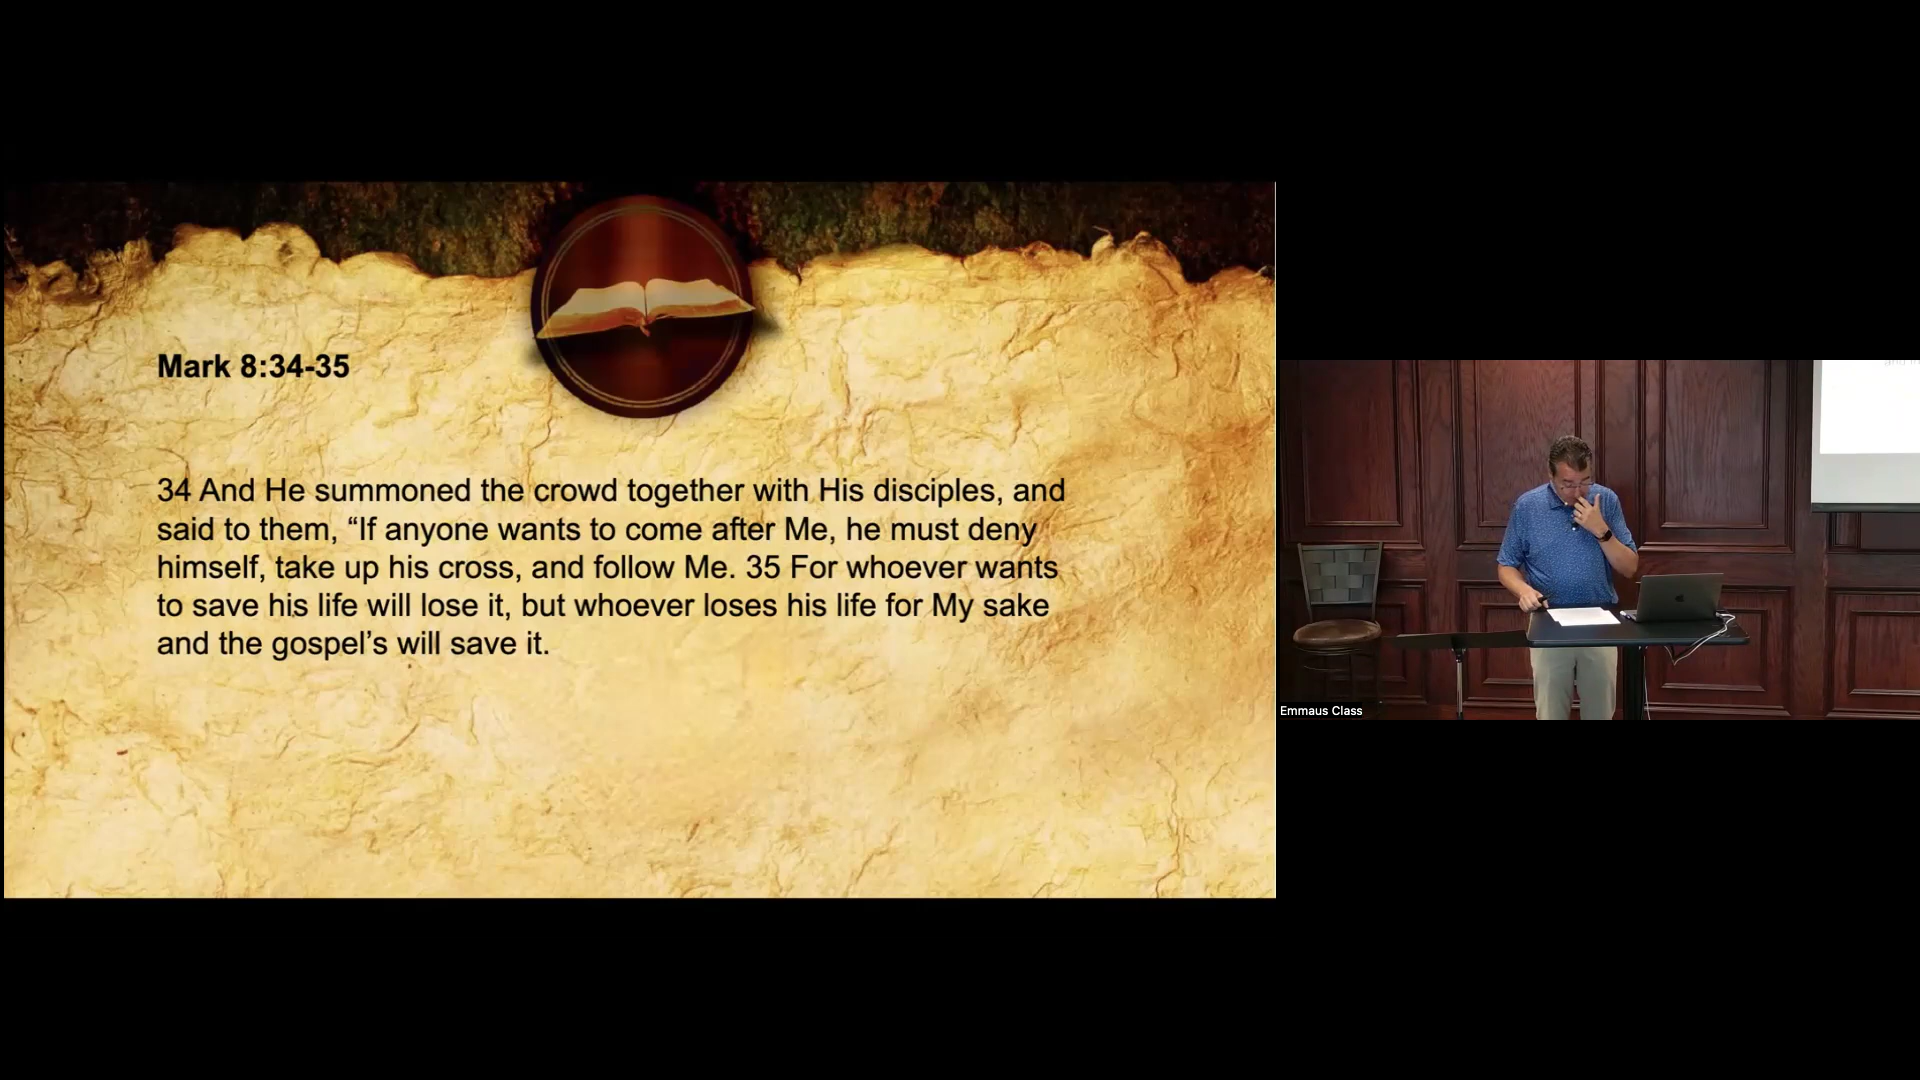 Mark 8:34-35
34 And He summoned the crowd together with His disciples, and
said to them, “If anyone wants to come after Me, he must deny
himself, take up his cross, and follow Me. 35 For whoever wants
to save his life will lose it, but whoever loses his life for My sake
and the gospel’s will save it.
Emmaus Class